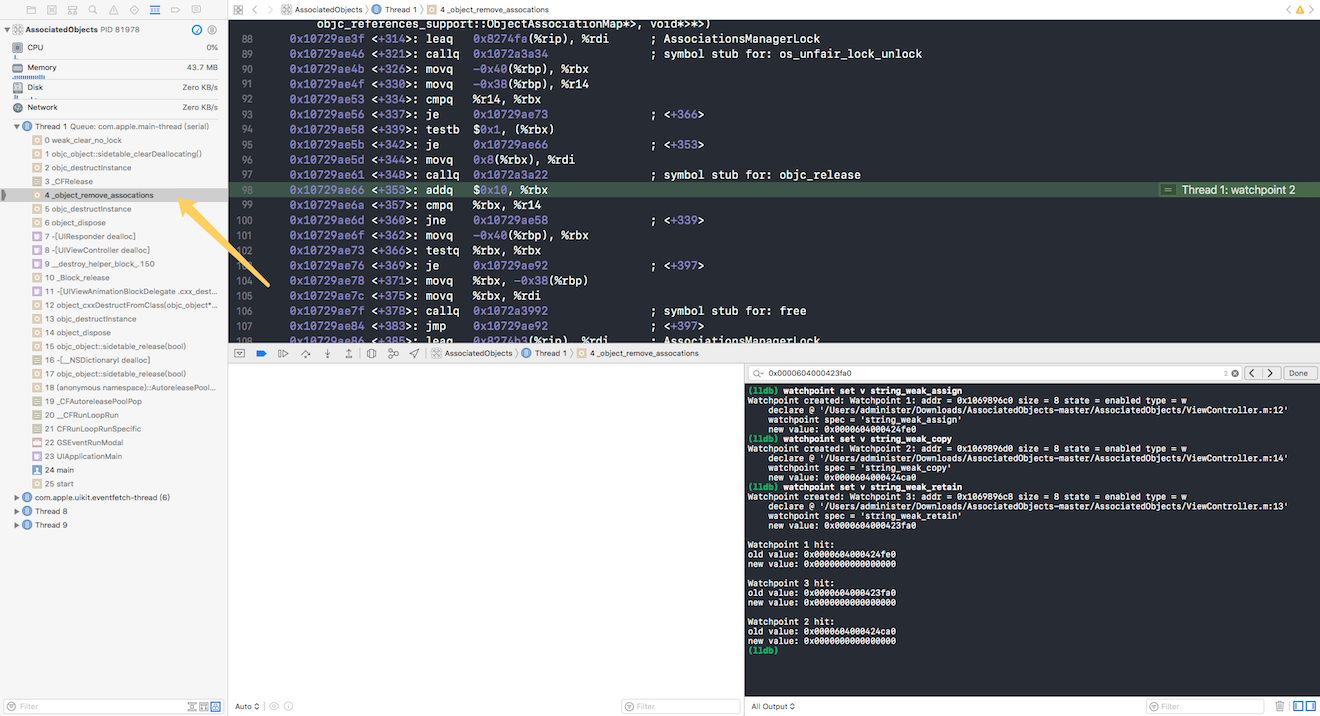 AssociatedObjects PID 81978
CPU 0%
Memory 43.7 MB
Disk Zero KB/s
Network Zero KB/s
Thread 1 Queue: com.apple.main-thread (serial)
0 weak_clear_no_lock
1 objc_object::sidetable_clearDeallocating()
2 objc_destructInstance
3 _CFRelease
4 _object_remove_assocations
5 objc_destructInstance
6 object_dispose
7 -[UIResponder dealloc]
8 -[UIViewController dealloc]
9 __destroy_helper_block_.150
10 _Block_release
11 -[UIViewAnimationBlockDelegate .cxx_dest...
12 object_cxxDestructFromClass(objc_object*...
13 objc_destructInstance
14 object_dispose
15 objc_object::sidetable_release(bool)
16 -[__NSDictionaryI dealloc]
17 objc_object::sidetable_release(bool)
18 (anonymous namespace)::AutoreleasePool...
19 _CFAutoreleasePoolPop
20 __CFRunLoopRun
21 CFRunLoopRunSpecific
22 GSEventRunModal
23 UIApplicationMain
24 main
25 start
com.apple.uikit.eventfetch-thread (6)
Thread 8
Thread 9
Filter
AssociatedObjects Thread 1 4 _object_remove_assocations
objc_references_support::ObjectAssociationMap*>, void*>*>)
88 0x10729ae3f <+314>: leaq 0x8274fa(%rip), %rdi ; AssociationsManagerLock
89 0x10729ae46 <+321>: callq 0x1072a3a34 ; symbol stub for: os_unfair_lock_unlock
90 0x10729ae4b <+326>: movq -0x40(%rbp), %rbx
91 0x10729ae4f <+330>: movq -0x38(%rbp), %r14
92 0x10729ae53 <+334>: cmpq %r14, %rbx
93 0x10729ae56 <+337>: je 0x10729ae73 ; <+366>
94 0x10729ae58 <+339>: testb $0x1, (%rbx)
95 0x10729ae5b <+342>: je 0x10729ae66 ; <+353>
96 0x10729ae5d <+344>: movq 0x8(%rbx), %rdi
97 0x10729ae61 <+348>: callq 0x1072a3a22 ; symbol stub for: objc_release
98 0x10729ae66 <+353>: addq $0x10, %rbx = Thread 1: watchpoint 2
99 0x10729ae6a <+357>: cmpq %rbx, %r14
100 0x10729ae6d <+360>: jne 0x10729ae58 ; <+339>
101 0x10729ae6f <+362>: movq -0x40(%rbp), %rbx
102 0x10729ae73 <+366>: testq %rbx, %rbx
103 0x10729ae76 <+369>: je 0x10729ae92 ; <+397>
104 0x10729ae78 <+371>: movq %rbx, -0x38(%rbp)
105 0x10729ae7c <+375>: movq %rbx, %rdi
106 0x10729ae7f <+378>: callq 0x1072a3992 ; symbol stub for: free
107 0x10729ae84 <+383>: jmp 0x10729ae92 ; <+397>
108 0x10729ae86 <+385>: leaq 0x8274b3(%rip), %rdi ; AssociationsManagerLock
AssociatedObjects Thread 1 4 _object_remove_assocations
Auto
Filter
0x0000604000423fa0 2 Done
(lldb) watchpoint set v string_weak_assign
Watchpoint created: Watchpoint 1: addr = 0x1069896c0 size = 8 state = enabled type = w
declare @ '/Users/administer/Downloads/AssociatedObjects-master/AssociatedObjects/ViewController.m:12'
watchpoint spec = 'string_weak_assign'
new value: 0x0000604000424fe0
(lldb) watchpoint set v string_weak_copy
Watchpoint created: Watchpoint 2: addr = 0x1069896d0 size = 8 state = enabled type = w
declare @ '/Users/administer/Downloads/AssociatedObjects-master/AssociatedObjects/ViewController.m:14'
watchpoint spec = 'string_weak_copy'
new value: 0x0000604000424ca0
(lldb) watchpoint set v string_weak_retain
Watchpoint created: Watchpoint 3: addr = 0x1069896c8 size = 8 state = enabled type = w
declare @ '/Users/administer/Downloads/AssociatedObjects-master/AssociatedObjects/ViewController.m:13'
watchpoint spec = 'string_weak_retain'
new value: 0x0000604000423fa0
Watchpoint 1 hit:
old value: 0x0000604000424fe0
new value: 0x0000000000000000
Watchpoint 3 hit:
old value: 0x0000604000423fa0
new value: 0x0000000000000000
Watchpoint 2 hit:
old value: 0x0000604000424ca0
new value: 0x0000000000000000
(lldb)
All Output
Filter